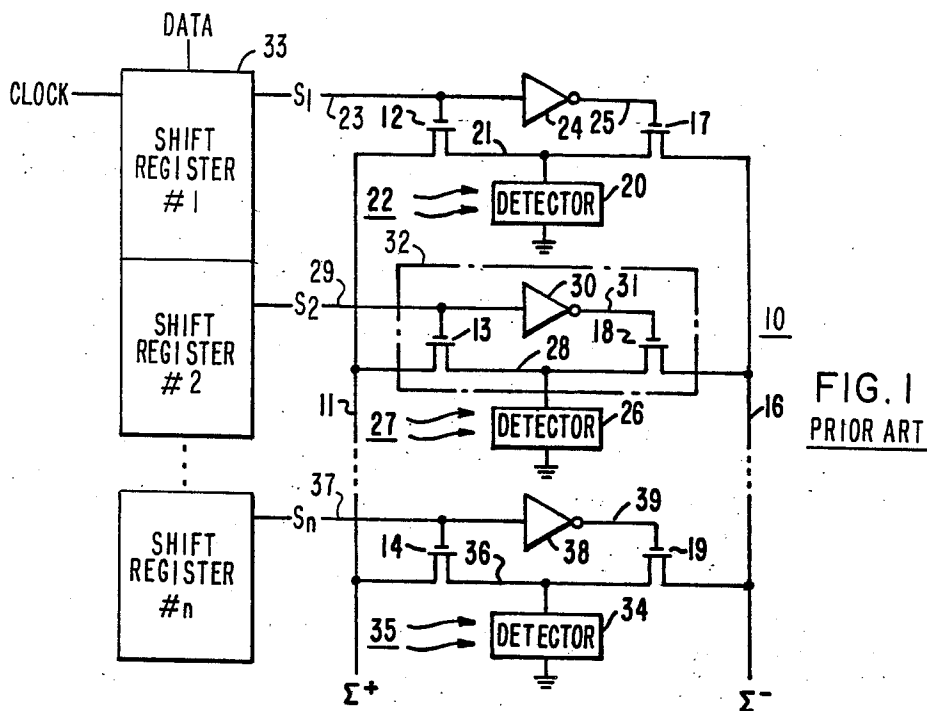 DATA
33
CLOCK
SHIFT
REGISTER
#1
S1
23
12
21
24
25
17
22
DETECTOR
20
32
SHIFT
REGISTER
#2
29
S2
30
31
13
28
18
10
11
27
DETECTOR
26
16
FIG. 1
PRIOR ART
SHIFT
REGISTER
#n
37
Sn
38
39
14
36
19
35
DETECTOR
34
Σ+
Σ-